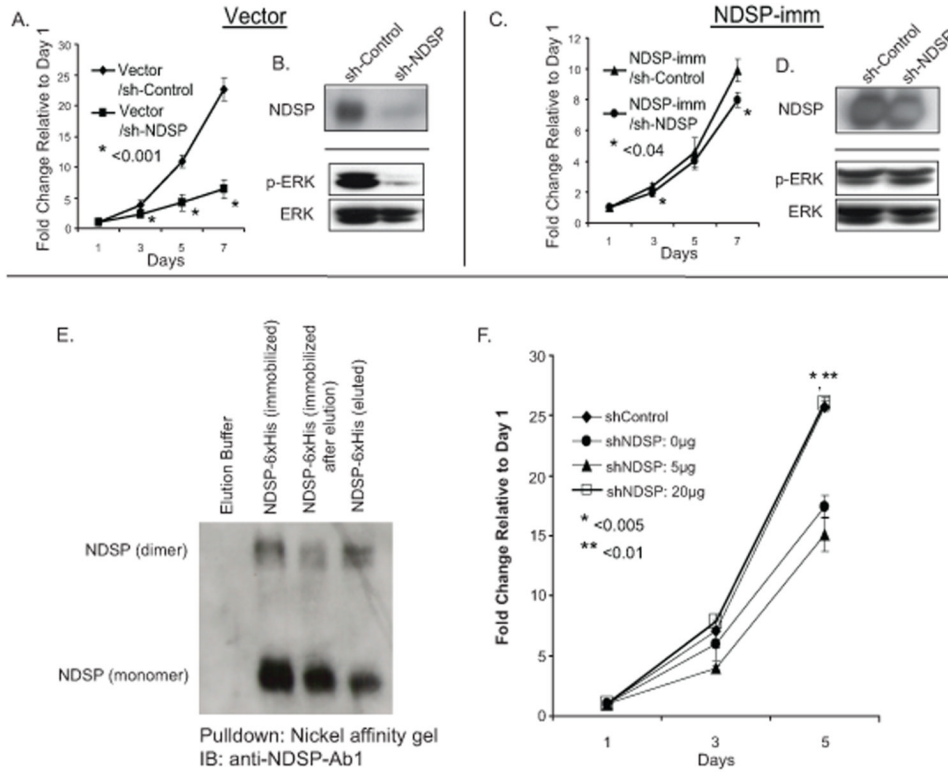 A.
Vector
Fold Change Relative to Day 1
30
25
20
15
10
5
0
1
3
5
7
Days
Vector
/sh-Control
Vector
/sh-NDSP
* <0.001
*
*
*
B.
sh-Control
sh-NDSP
NDSP
p-ERK
ERK
C.
NDSP-imm
Fold Change Relative to Day 1
12
10
8
6
4
2
0
1
3
5
7
Days
NDSP-imm
/sh-Control
NDSP-imm
/sh-NDSP
* <0.04
*
*
D.
sh-Control
sh-NDSP
NDSP
p-ERK
ERK
E.
Elution Buffer
NDSP-6xHis (immobilized)
NDSP-6xHis (immobilized
after elution)
NDSP-6xHis (eluted)
NDSP (dimer)
NDSP (monomer)
Pulldown: Nickel affinity gel
IB: anti-NDSP-Ab1
F.
Fold Change Relative to Day 1
30
25
20
15
10
5
0
1
3
5
Days
shControl
shNDSP: 0µg
shNDSP: 5µg
shNDSP: 20µg
* <0.005
** <0.01
* **